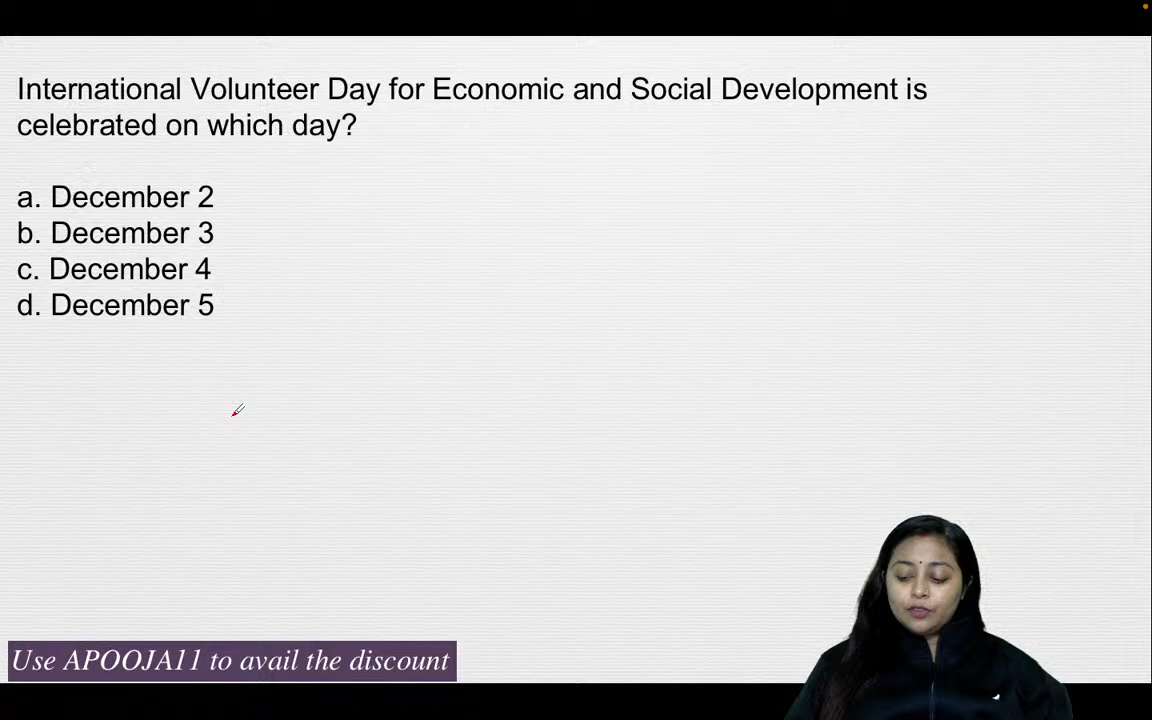 International Volunteer Day for Economic and Social Development is
celebrated on which day?
a. December 2
b. December 3
c. December 4
d. December 5
Use APOOJA11 to avail the discount